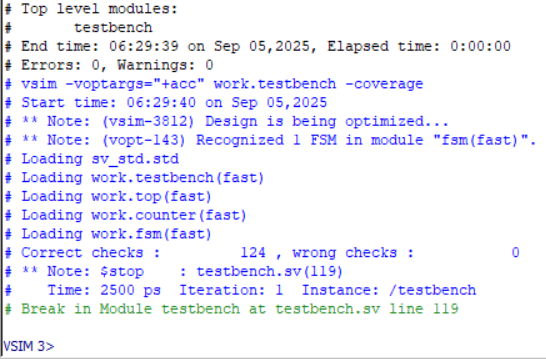 # Top level modules:
#       testbench
# End time: 06:29:39 on Sep 05,2025, Elapsed time: 0:00:00
# Errors: 0, Warnings: 0
# vsim -voptargs="+acc" work.testbench -coverage
# Start time: 06:29:40 on Sep 05,2025
# ** Note: (vsim-3812) Design is being optimized...
# ** Note: (vopt-143) Recognized 1 FSM in module "fsm(fast)".
# Loading sv_std.std
# Loading work.testbench(fast)
# Loading work.top(fast)
# Loading work.counter(fast)
# Loading work.fsm(fast)
# Correct checks :         124 , wrong checks :           0
# ** Note: $stop    : testbench.sv(119)
#    Time: 2500 ps  Iteration: 1  Instance: /testbench
# Break in Module testbench at testbench.sv line 119
VSIM 3>